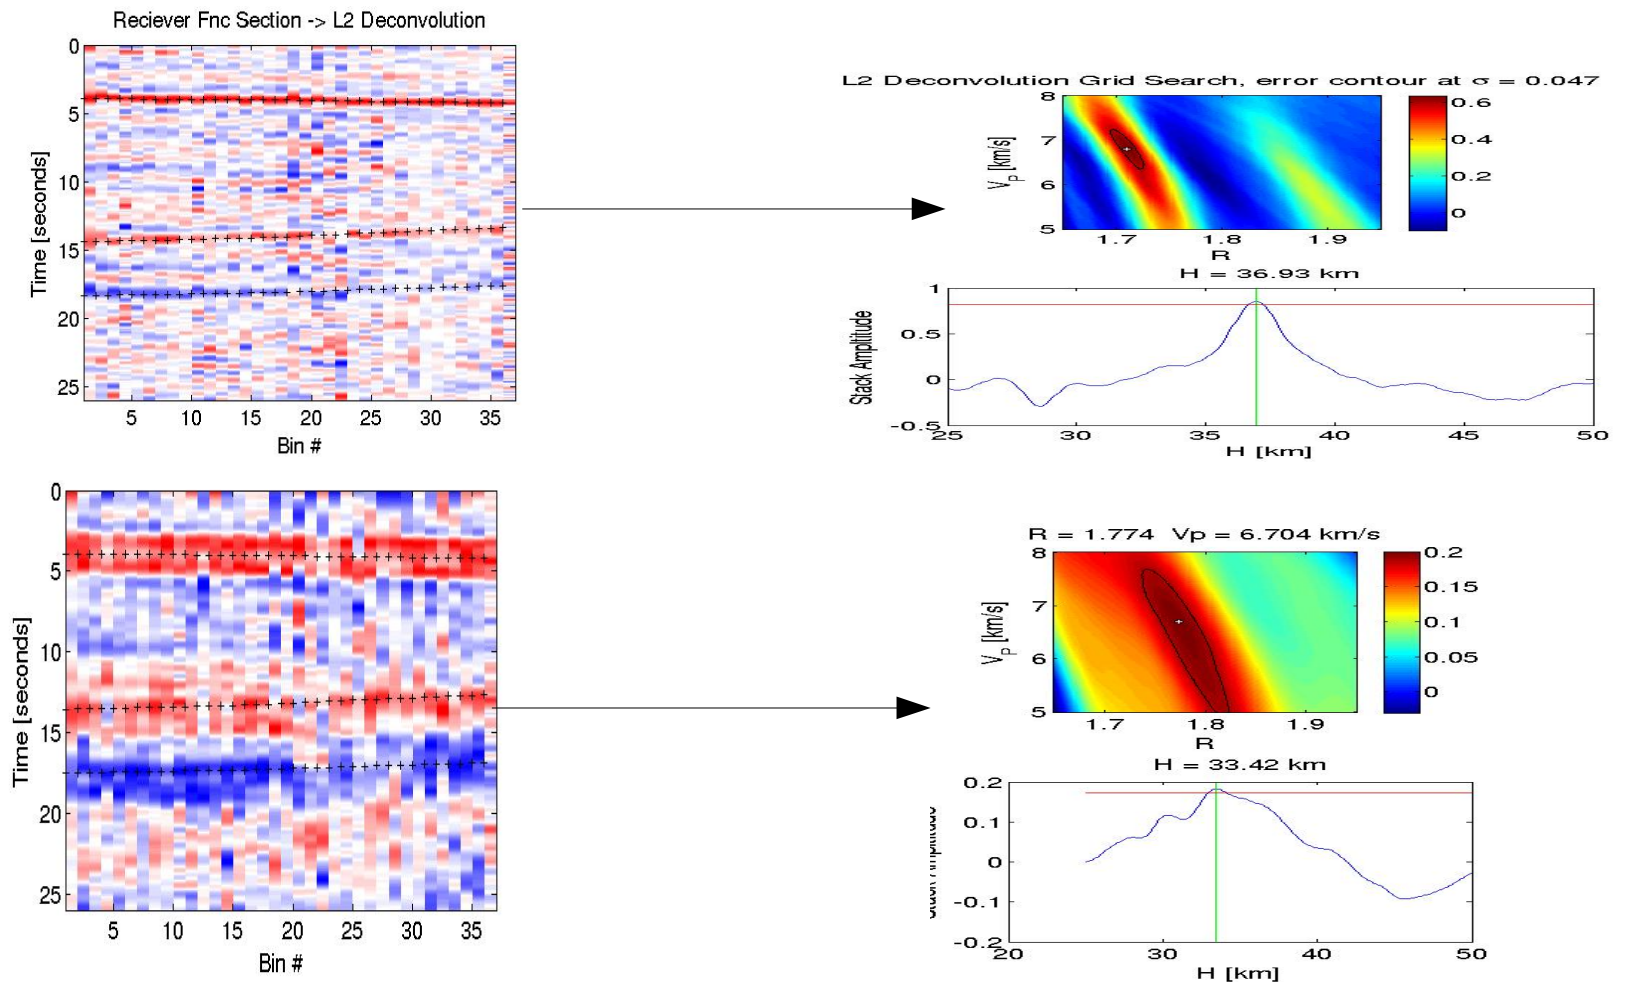 Reciever Fnc Section -> L2 Deconvolution
0
5
10
15
20
25
Time [seconds]
5 10 15 20 25 30 35
Bin #
L2 Deconvolution Grid Search, error contour at σ = 0.047
8
7
6
5
Vp [km/s]
1.7 1.8 1.9
R
0.6
0.4
0.2
0
H = 36.93 km
1
0.5
0
-0.5
Stack Ampltitude
25 30 35 40 45 50
H [km]
0
5
10
15
20
25
Time [seconds]
5 10 15 20 25 30 35
Bin #
R = 1.774 Vp = 6.704 km/s
8
7
6
5
Vp [km/s]
1.7 1.8 1.9
R
0.2
0.15
0.1
0.05
0
H = 33.42 km
0.2
0.1
0
-0.1
-0.2
20 30 40 50
H [km]